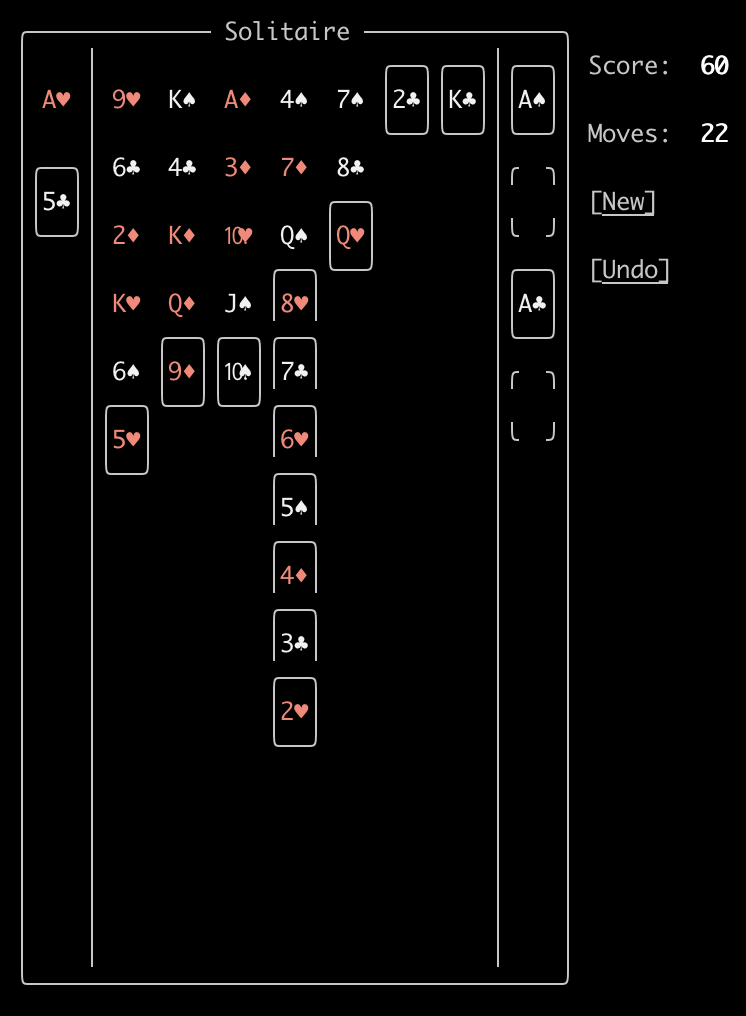 Solitaire
Score: 60
A♥ 9♥ K♠ A♦ 4♠ 7♠ 2♣ K♣ A♠
Moves: 22
6♣ 4♣ 3♦ 7♦ 8♣
5♣
[New]
2♦ K♦ 10♥ Q♠ Q♥
[Undo]
K♥ Q♦ J♠ 8♥ A♣
6♠ 9♦ 10♠ 7♣
5♥ 6♥
5♠
4♦
3♣
2♥